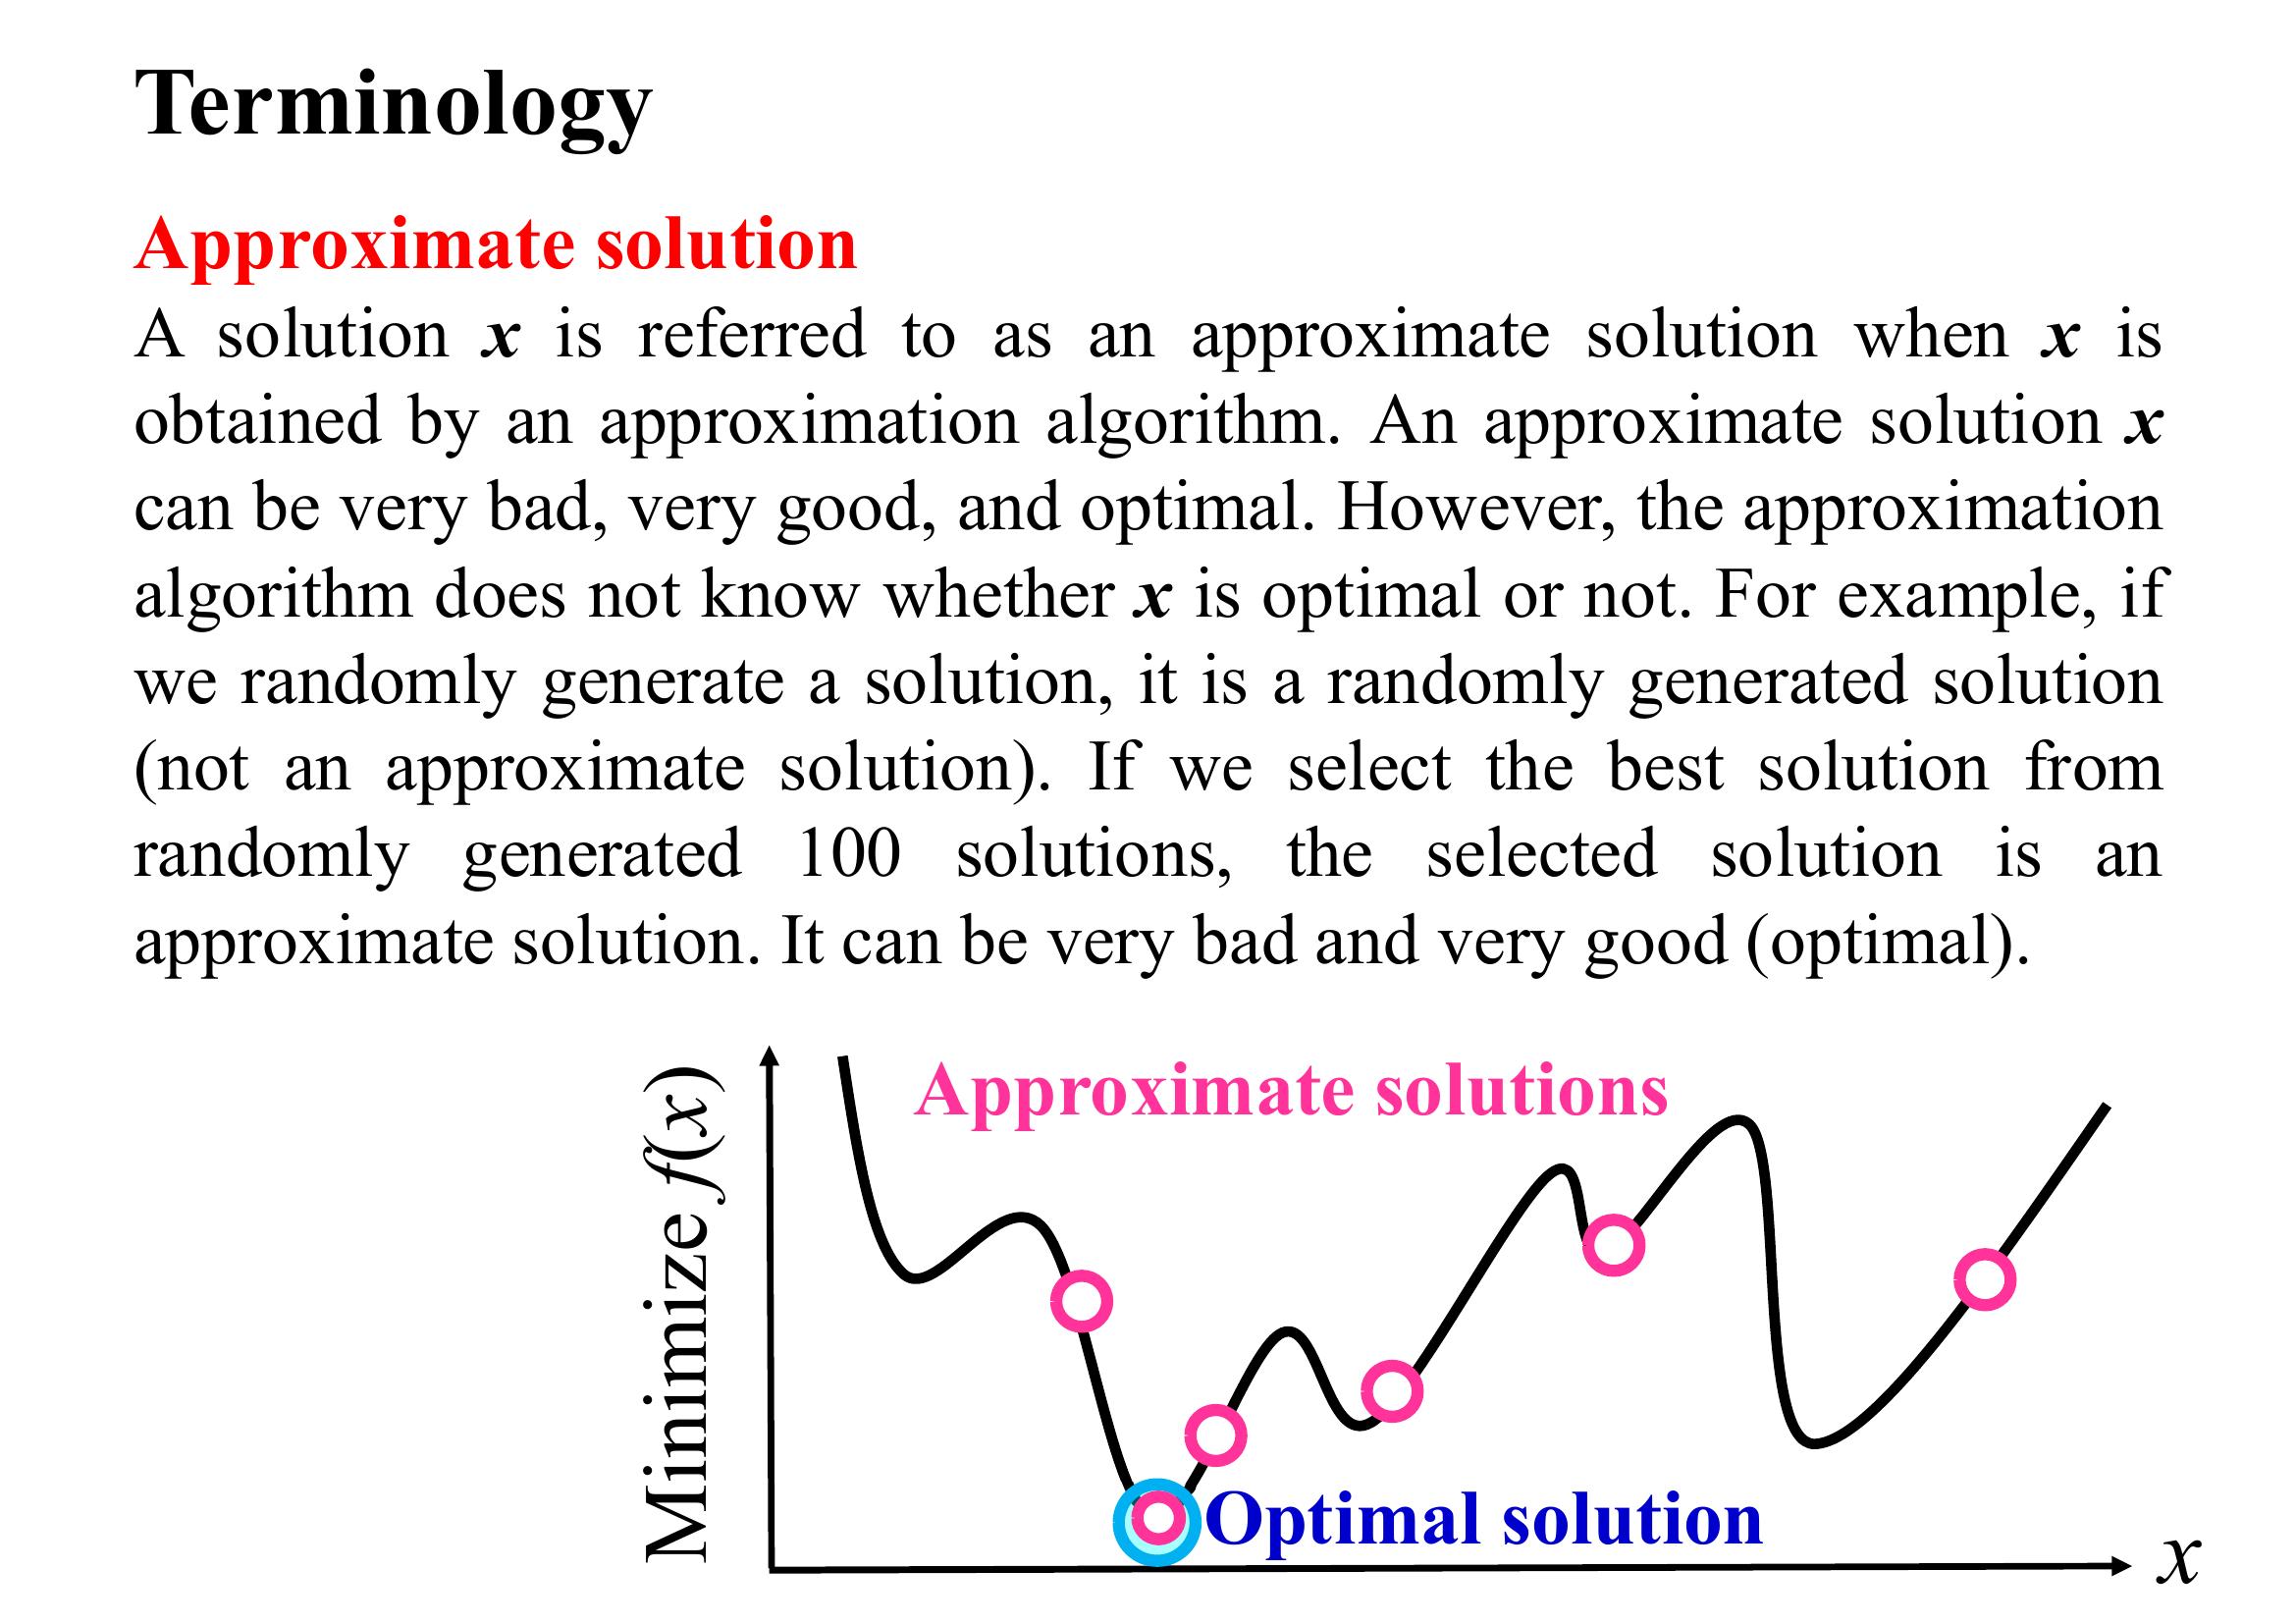 Terminology
Approximate solution
A solution x is referred to as an approximate solution when x is
obtained by an approximation algorithm. An approximate solution x
can be very bad, very good, and optimal. However, the approximation
algorithm does not know whether x is optimal or not. For example, if
we randomly generate a solution, it is a randomly generated solution
(not an approximate solution). If we select the best solution from
randomly generated 100 solutions, the selected solution is an
approximate solution. It can be very bad and very good (optimal).
Minimize f(x)
Approximate solutions
Optimal solution
x